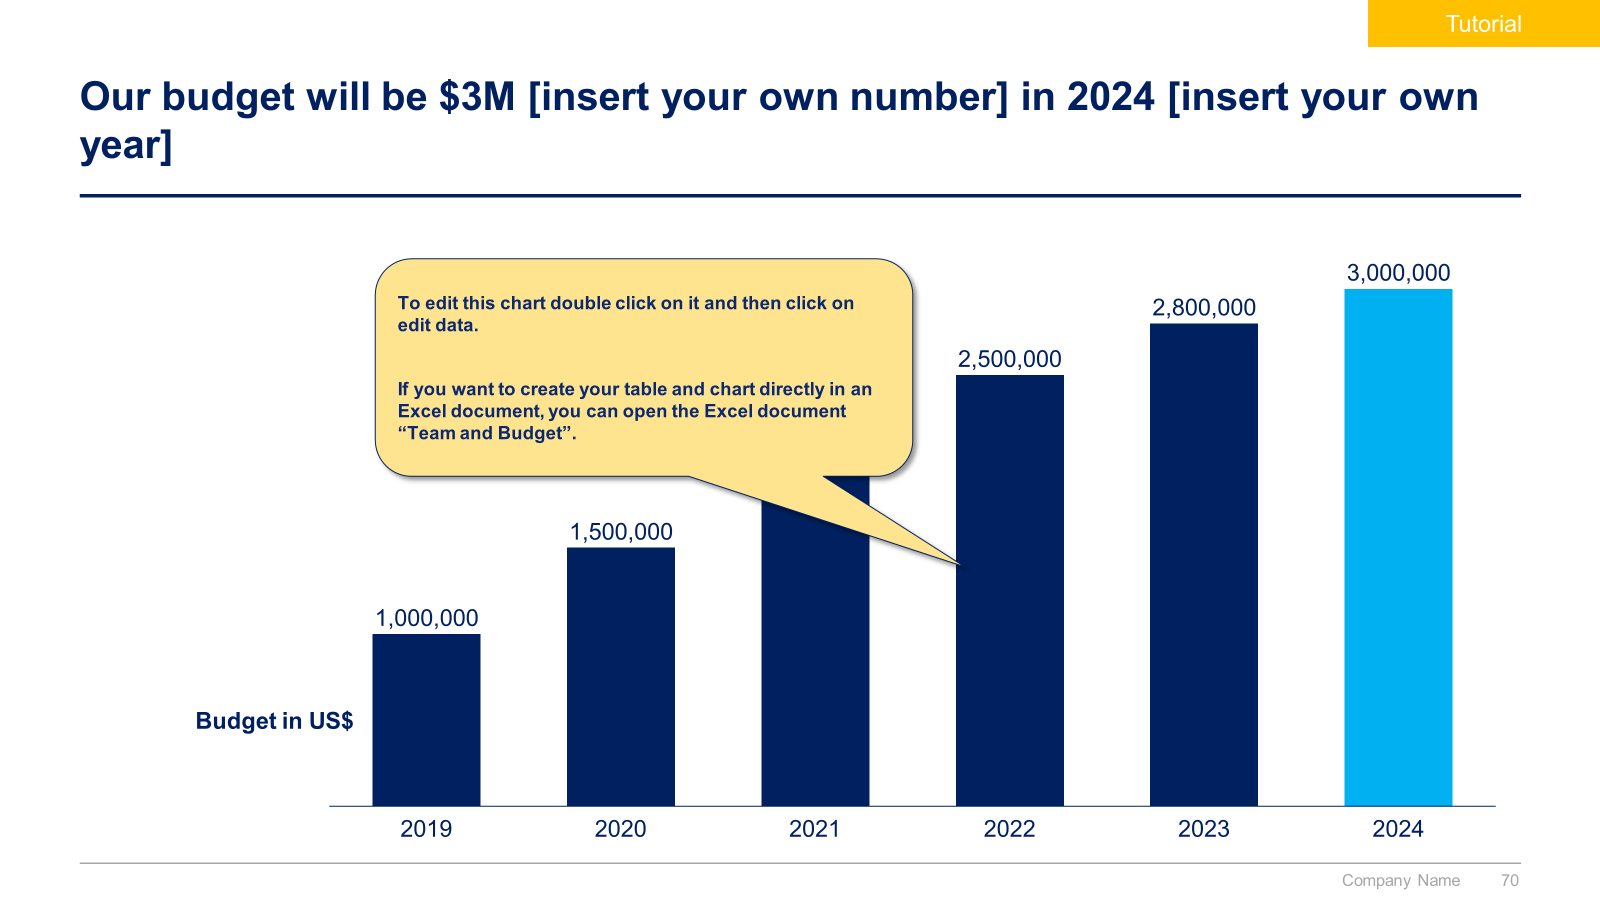 Tutorial
Our budget will be $3M [insert your own number] in 2024 [insert your own
year]
To edit this chart double click on it and then click on
edit data.
If you want to create your table and chart directly in an
Excel document, you can open the Excel document
“Team and Budget”.
3,000,000
2,800,000
2,500,000
1,500,000
1,000,000
Budget in US$
2019
2020
2021
2022
2023
2024
Company Name
70